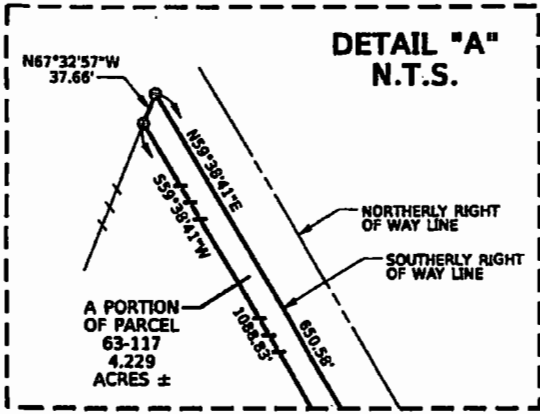 DETAIL "A"
N.T.S.
N67°32'57"W
37.66'
N59°38'41"E
S59°38'41"W
NORTHERLY RIGHT
OF WAY LINE
SOUTHERLY RIGHT
OF WAY LINE
A PORTION
OF PARCEL
63-117
4.229
ACRES ±
1088.83'
650.58'